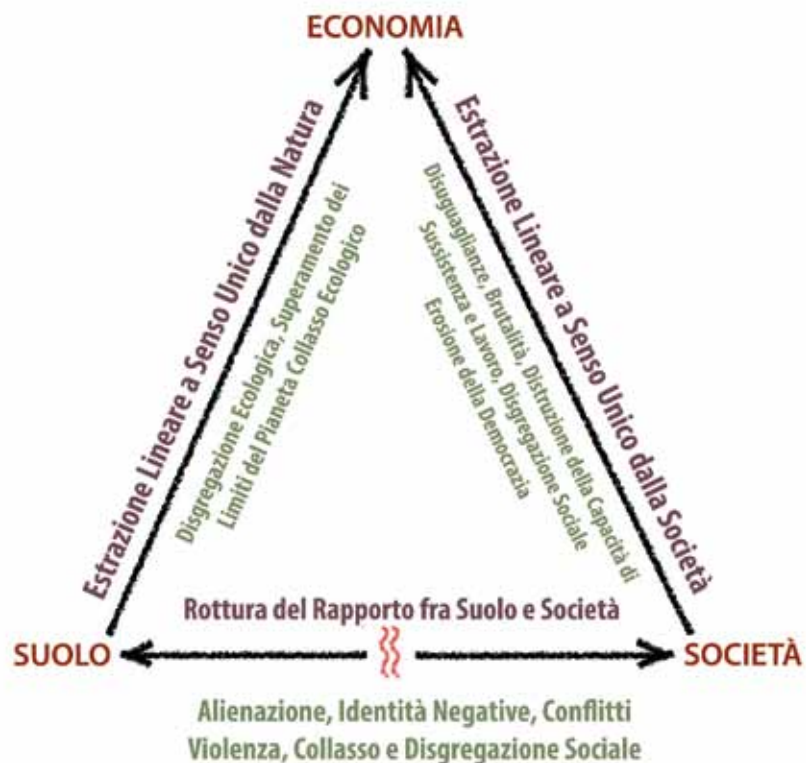 ECONOMIA
Estrazione Lineare a Senso Unico dalla Natura
Disgregazione Ecologica, Superamento dei
Limiti del Pianeta Collasso Ecologico
Estrazione Lineare a Senso Unico dalla Società
Disuguaglianze, Brutalità, Distruzione della Capacità di
Sussistenza e Lavoro, Disgregazione Sociale
Erosione della Democrazia
Rottura del Rapporto fra Suolo e Società
SUOLO
SOCIETÀ
Alienazione, Identità Negative, Conflitti
Violenza, Collasso e Disgregazione Sociale